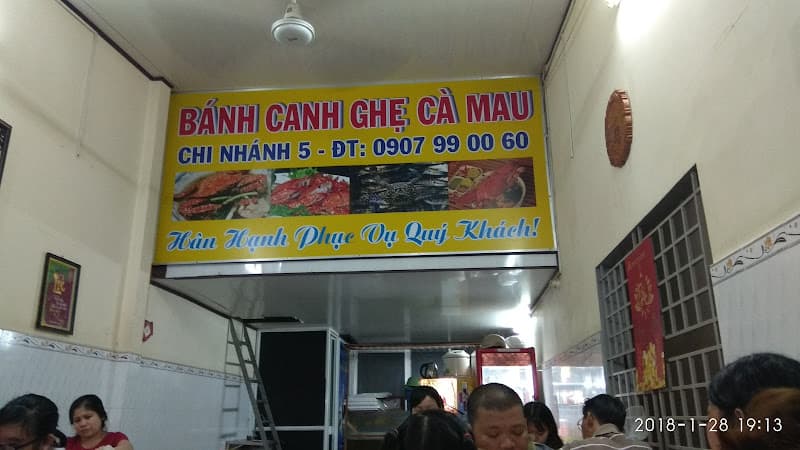 BÁNH CANH GHẸ CÀ MAU
CHI NHÁNH 5 - ĐT: 0907 99 00 60
Hân Hạnh Phục Vụ Quý Khách!
2018-1-28 19:13